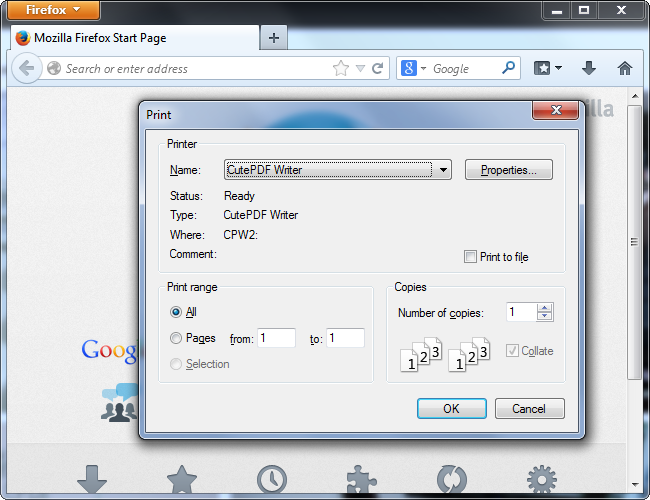 Firefox
Mozilla Firefox Start Page
Search or enter address
Google
Print
Printer
Name: CutePDF Writer Properties...
Status: Ready
Type: CutePDF Writer
Where: CPW2:
Comment:
Print to file
Print range
All
Pages from: 1 to: 1
Selection
Copies
Number of copies: 1
1 2 3 1 2 3
Collate
OK Cancel